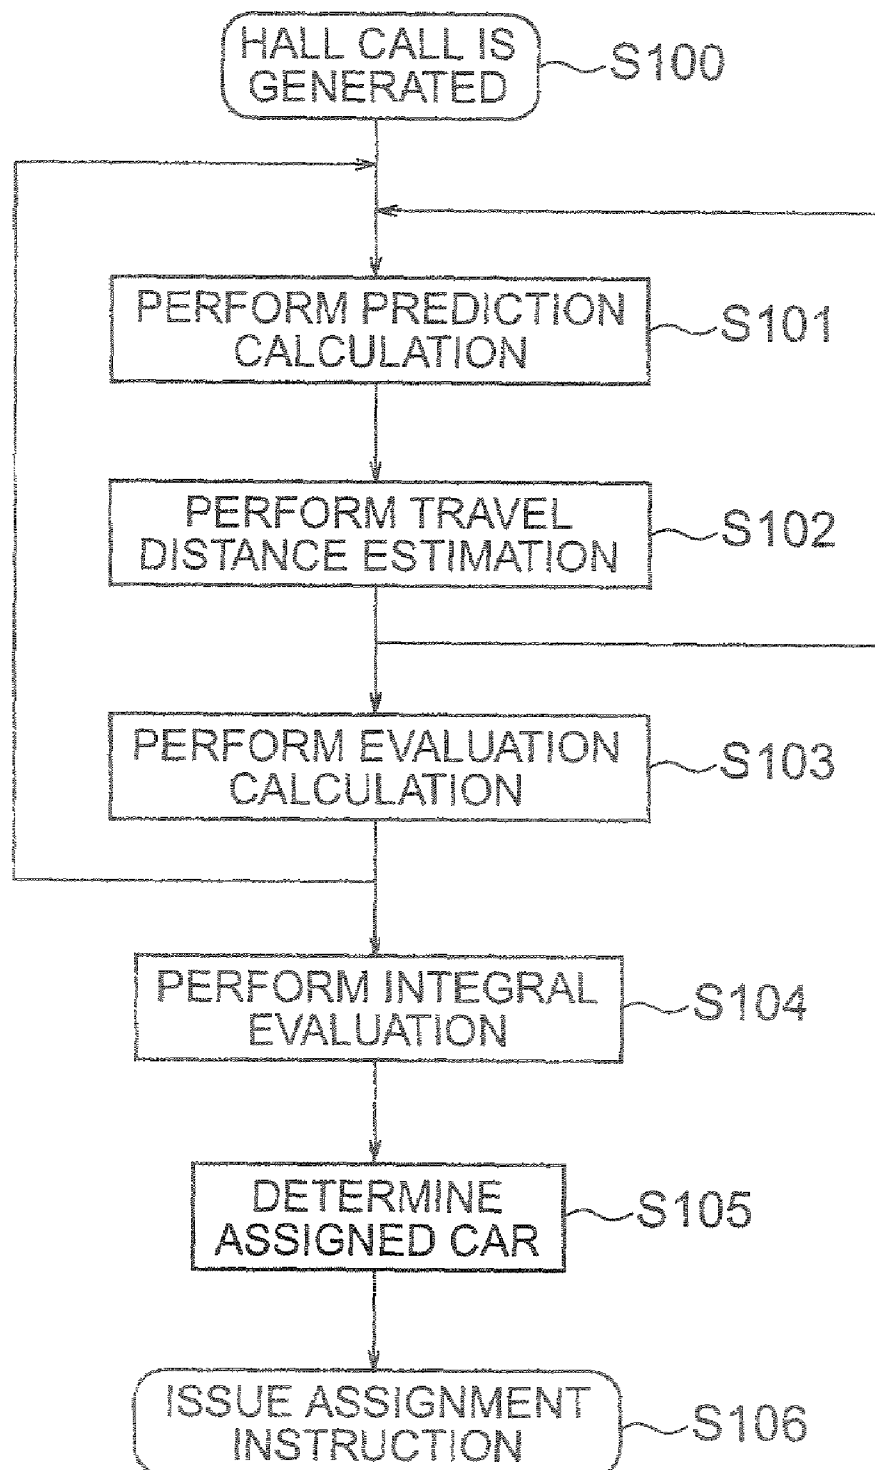 HALL CALL IS
GENERATED
S100
PERFORM PREDICTION
CALCULATION
S101
PERFORM TRAVEL
DISTANCE ESTIMATION
S102
PERFORM EVALUATION
CALCULATION
S103
PERFORM INTEGRAL
EVALUATION
S104
DETERMINE
ASSIGNED CAR
S105
ISSUE ASSIGNMENT
INSTRUCTION
S106